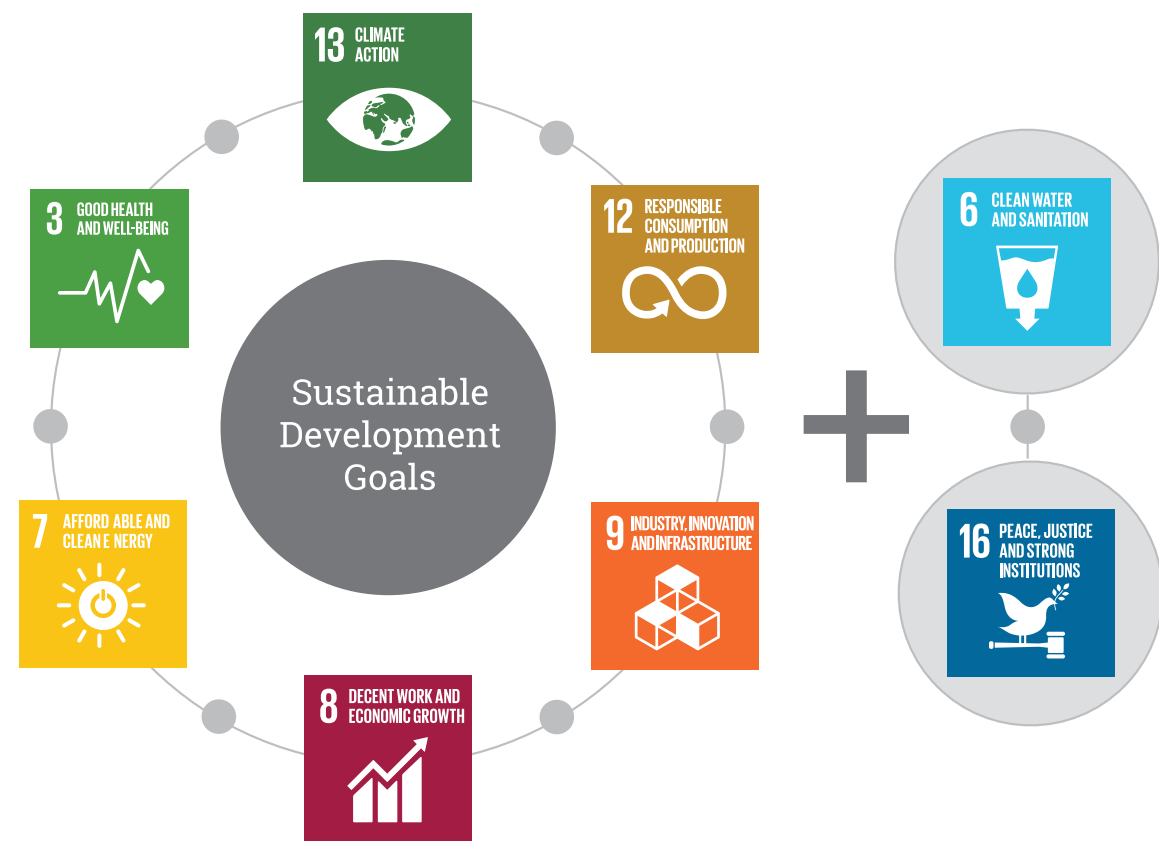 13 CLIMATE
ACTION
3 GOOD HEALTH
AND WELL-BEING
12 RESPONSIBLE
CONSUMPTION
AND PRODUCTION
6 CLEAN WATER
AND SANITATION
Sustainable
Development
Goals
7 AFFORD ABLE AND
CLEAN E NERGY
9 INDUSTRY, INNOVATION
AND INFRASTRUCTURE
16 PEACE, JUSTICE
AND STRONG
INSTITUTIONS
8 DECENT WORK AND
ECONOMIC GROWTH